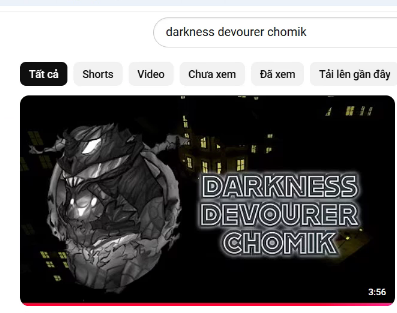 darkness devourer chomik
Tất cả Shorts Video Chưa xem Đã xem Tải lên gần đây
DARKNESS
DEVOURER
CHOMIK
3:56